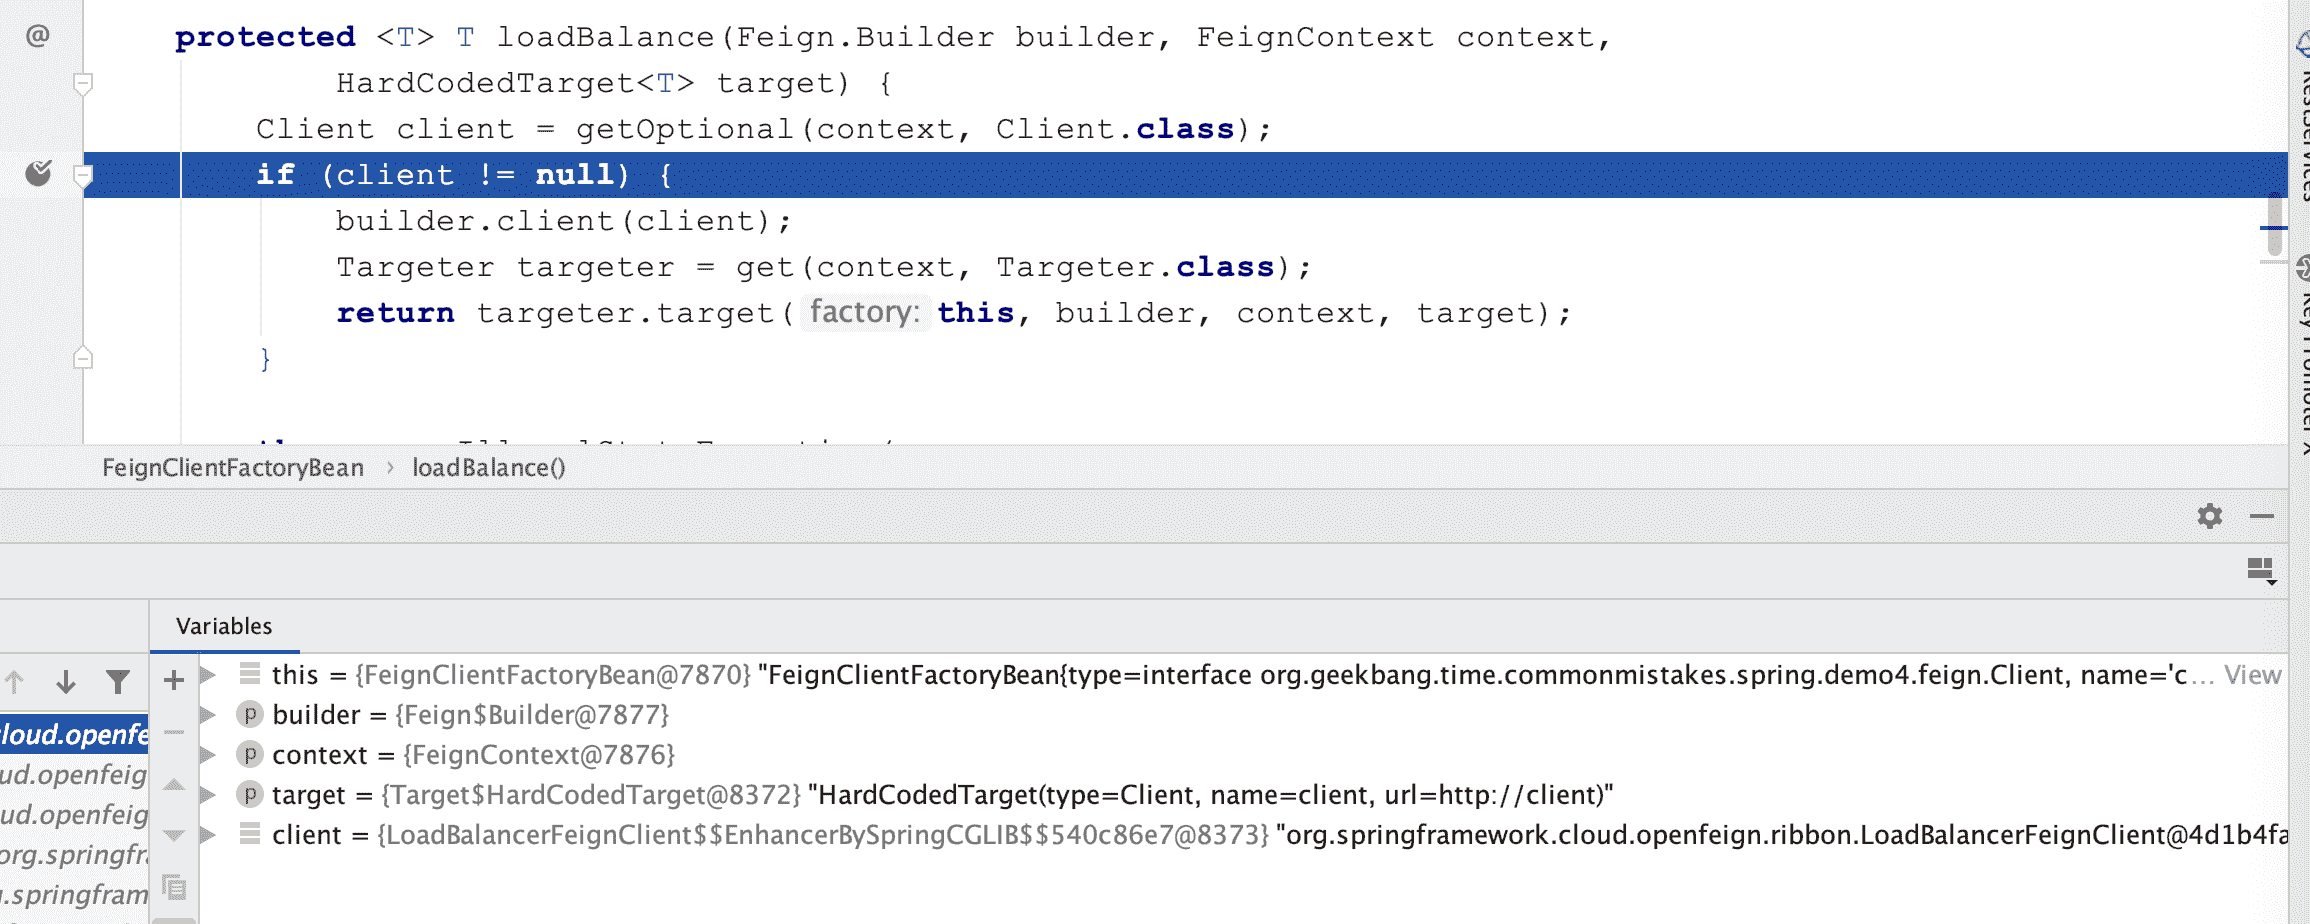 @
protected <T> T loadBalance(Feign.Builder builder, FeignContext context,
HardCodedTarget<T> target) {
Client client = getOptional(context, Client.class);
if (client != null) {
builder.client(client);
Targeter targeter = get(context, Targeter.class);
return targeter.target( factory: this, builder, context, target);
}
FeignClientFactoryBean › loadBalance()
RestServices
Key Promoter X
Variables
this = {FeignClientFactoryBean@7870} "FeignClientFactoryBean{type=interface org.geekbang.time.commonmistakes.spring.demo4.feign.Client, name='c... View
p builder = {Feign$Builder@7877}
p context = {FeignContext@7876}
p target = {Target$HardCodedTarget@8372} "HardCodedTarget(type=Client, name=client, url=http://client)"
client = {LoadBalancerFeignClient$$EnhancerBySpringCGLIB$$540c86e7@8373} "org.springframework.cloud.openfeign.ribbon.LoadBalancerFeignClient@4d1b4fa
cloud.openfe
ud.openfeig
ud.openfeig
org.springfr
.springfram